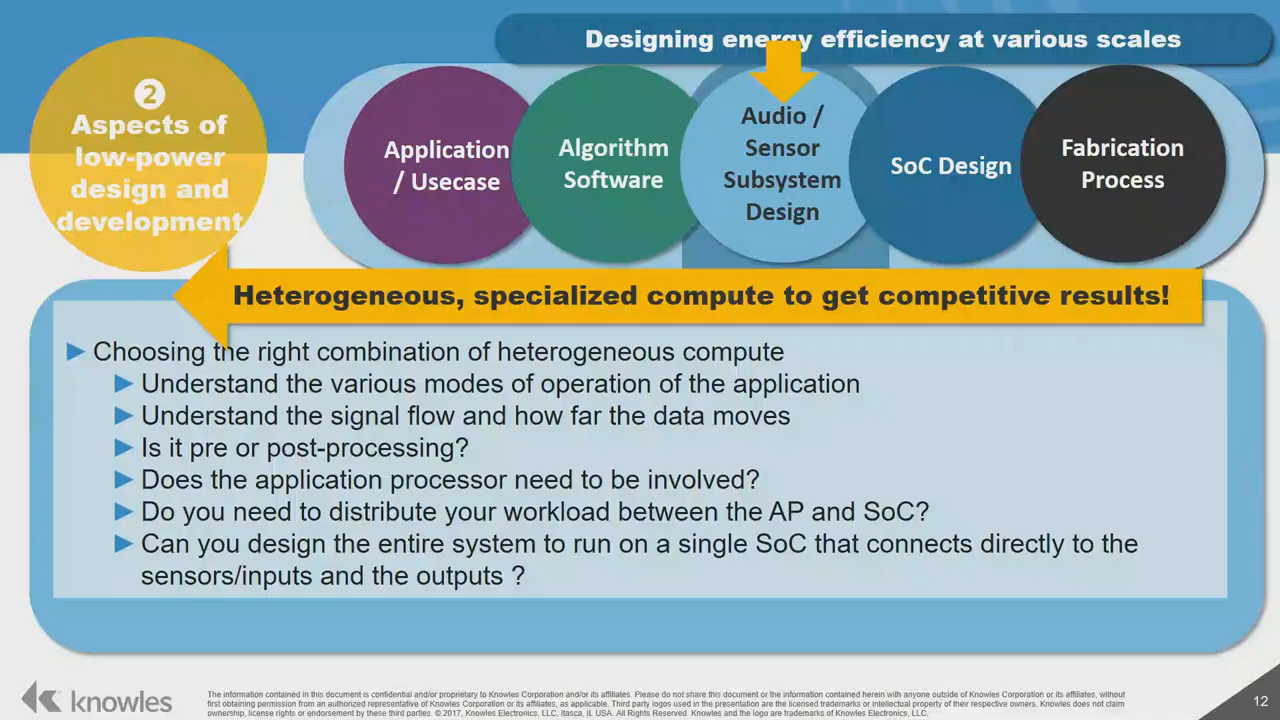 Designing energy efficiency at various scales
2
Aspects of
low-power
design and
development
Application
/ Usecase
Algorithm
Software
Audio /
Sensor
Subsystem
Design
SoC Design
Fabrication
Process
Heterogeneous, specialized compute to get competitive results!
Choosing the right combination of heterogeneous compute
Understand the various modes of operation of the application
Understand the signal flow and how far the data moves
Is it pre or post-processing?
Does the application processor need to be involved?
Do you need to distribute your workload between the AP and SoC?
Can you design the entire system to run on a single SoC that connects directly to the
sensors/inputs and the outputs ?
knowles
The information contained in this document is confidential and/or proprietary to Knowles Corporation and/or its affiliates. Please do not share this document or the information contained herein with anyone outside of Knowles Corporation or its affiliates, without
first obtaining permission from an authorized representative of Knowles Corporation or its affiliates, as applicable. Third party logos used in the presentation are the licensed trademarks or intellectual property of their respective owners. Knowles does not claim
ownership, license rights or endorsement by these third parties. © 2017, Knowles Electronics, LLC, Itasca, IL USA. All Rights Reserved. Knowles and the logo are trademarks of Knowles Electronics, LLC.
12